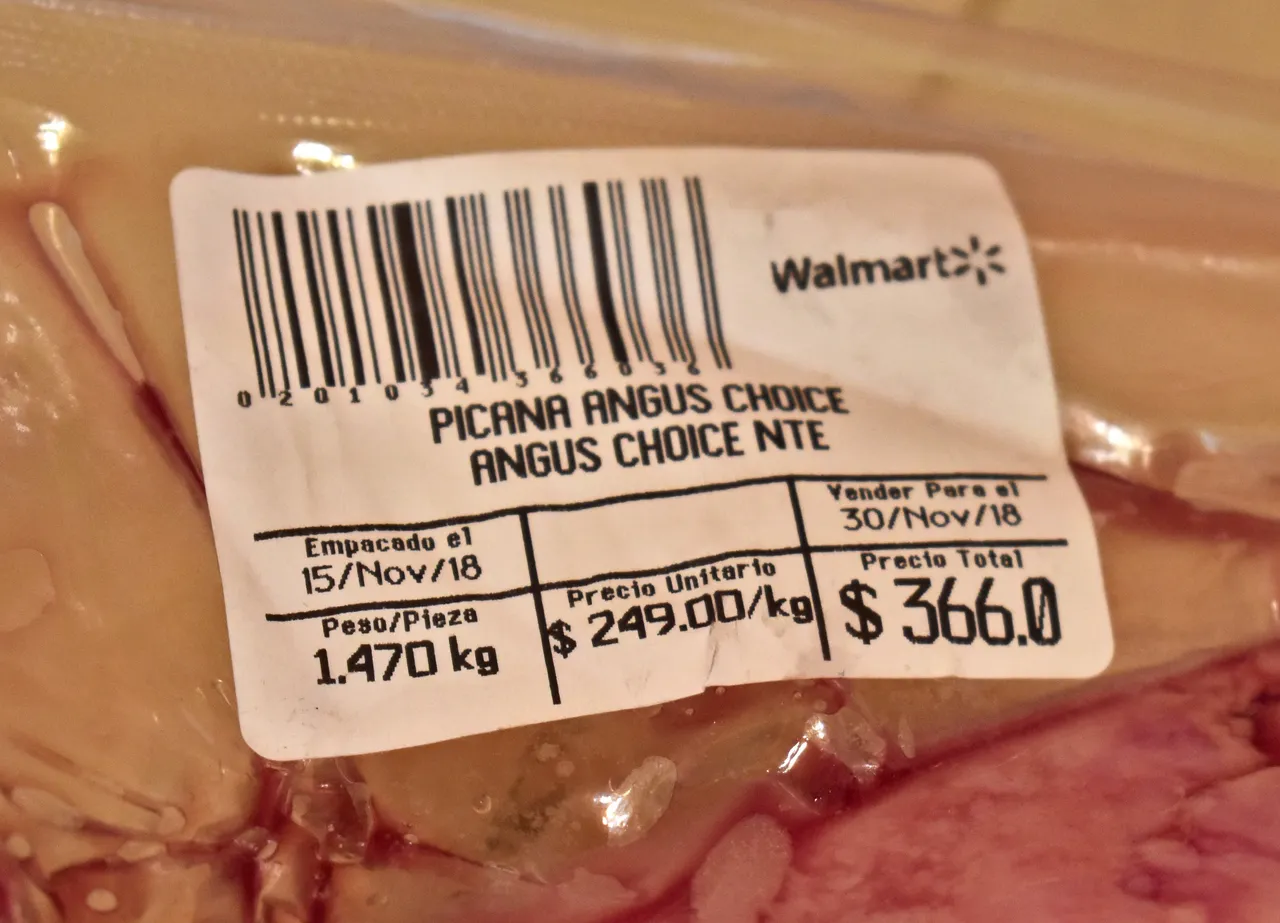 Walmart
0 201034 366036
PICANA ANGUS CHOICE
ANGUS CHOICE NTE
Empacado el
15/Nov/18
Vender Para el
30/Nov/18
Peso/Pieza
1.470 kg
Precio Unitario
$ 249.00/kg
Precio Total
$ 366.0